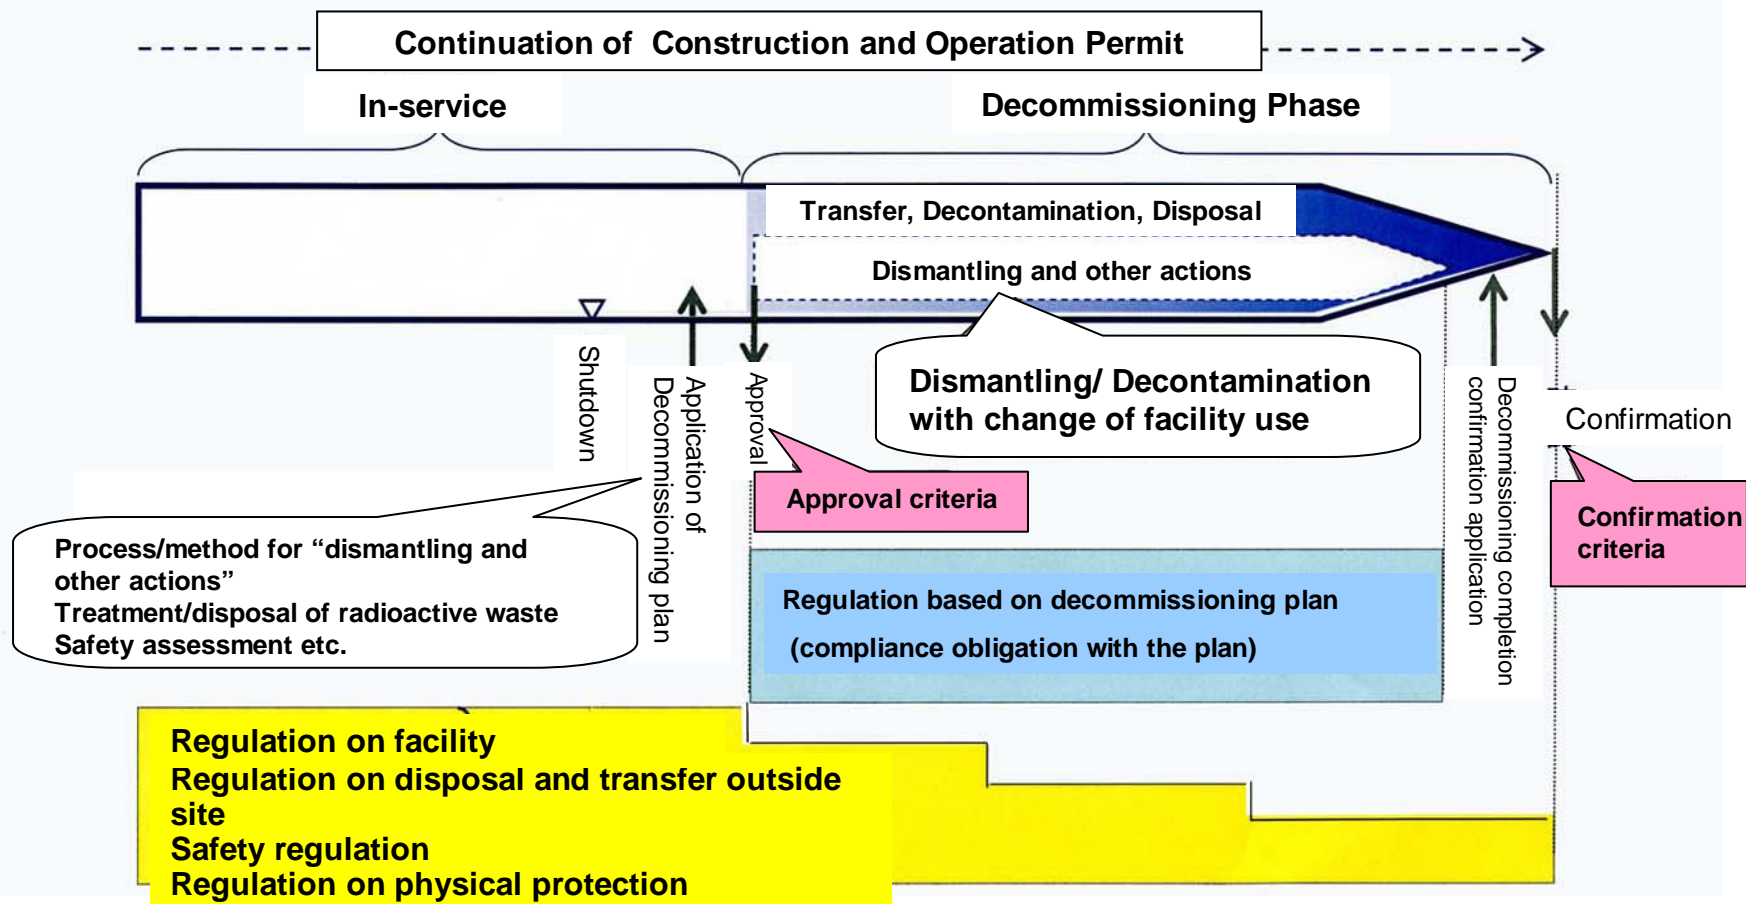 Continuation of Construction and Operation Permit
In-service
Decommissioning Phase
Transfer, Decontamination, Disposal
Dismantling and other actions
Dismantling/ Decontamination
with change of facility use
Shutdown
Application of
Decommissioning plan
Approval
Decommissioning completion
confirmation application
Confirmation
Approval criteria
Confirmation
criteria
Process/method for “dismantling and
other actions”
Treatment/disposal of radioactive waste
Safety assessment etc.
Regulation based on decommissioning plan
(compliance obligation with the plan)
Regulation on facility
Regulation on disposal and transfer outside
site
Safety regulation
Regulation on physical protection